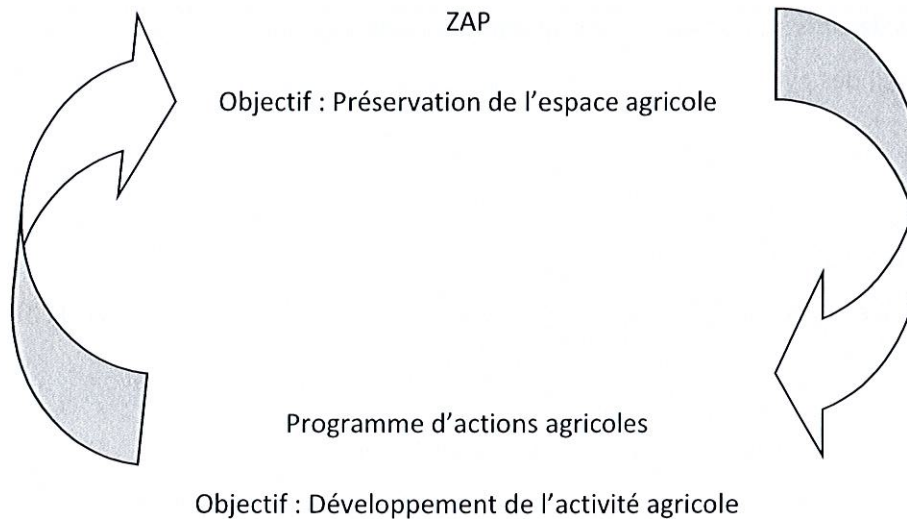 ZAP
Objectif : Préservation de l'espace agricole
Programme d'actions agricoles
Objectif : Développement de l'activité agricole